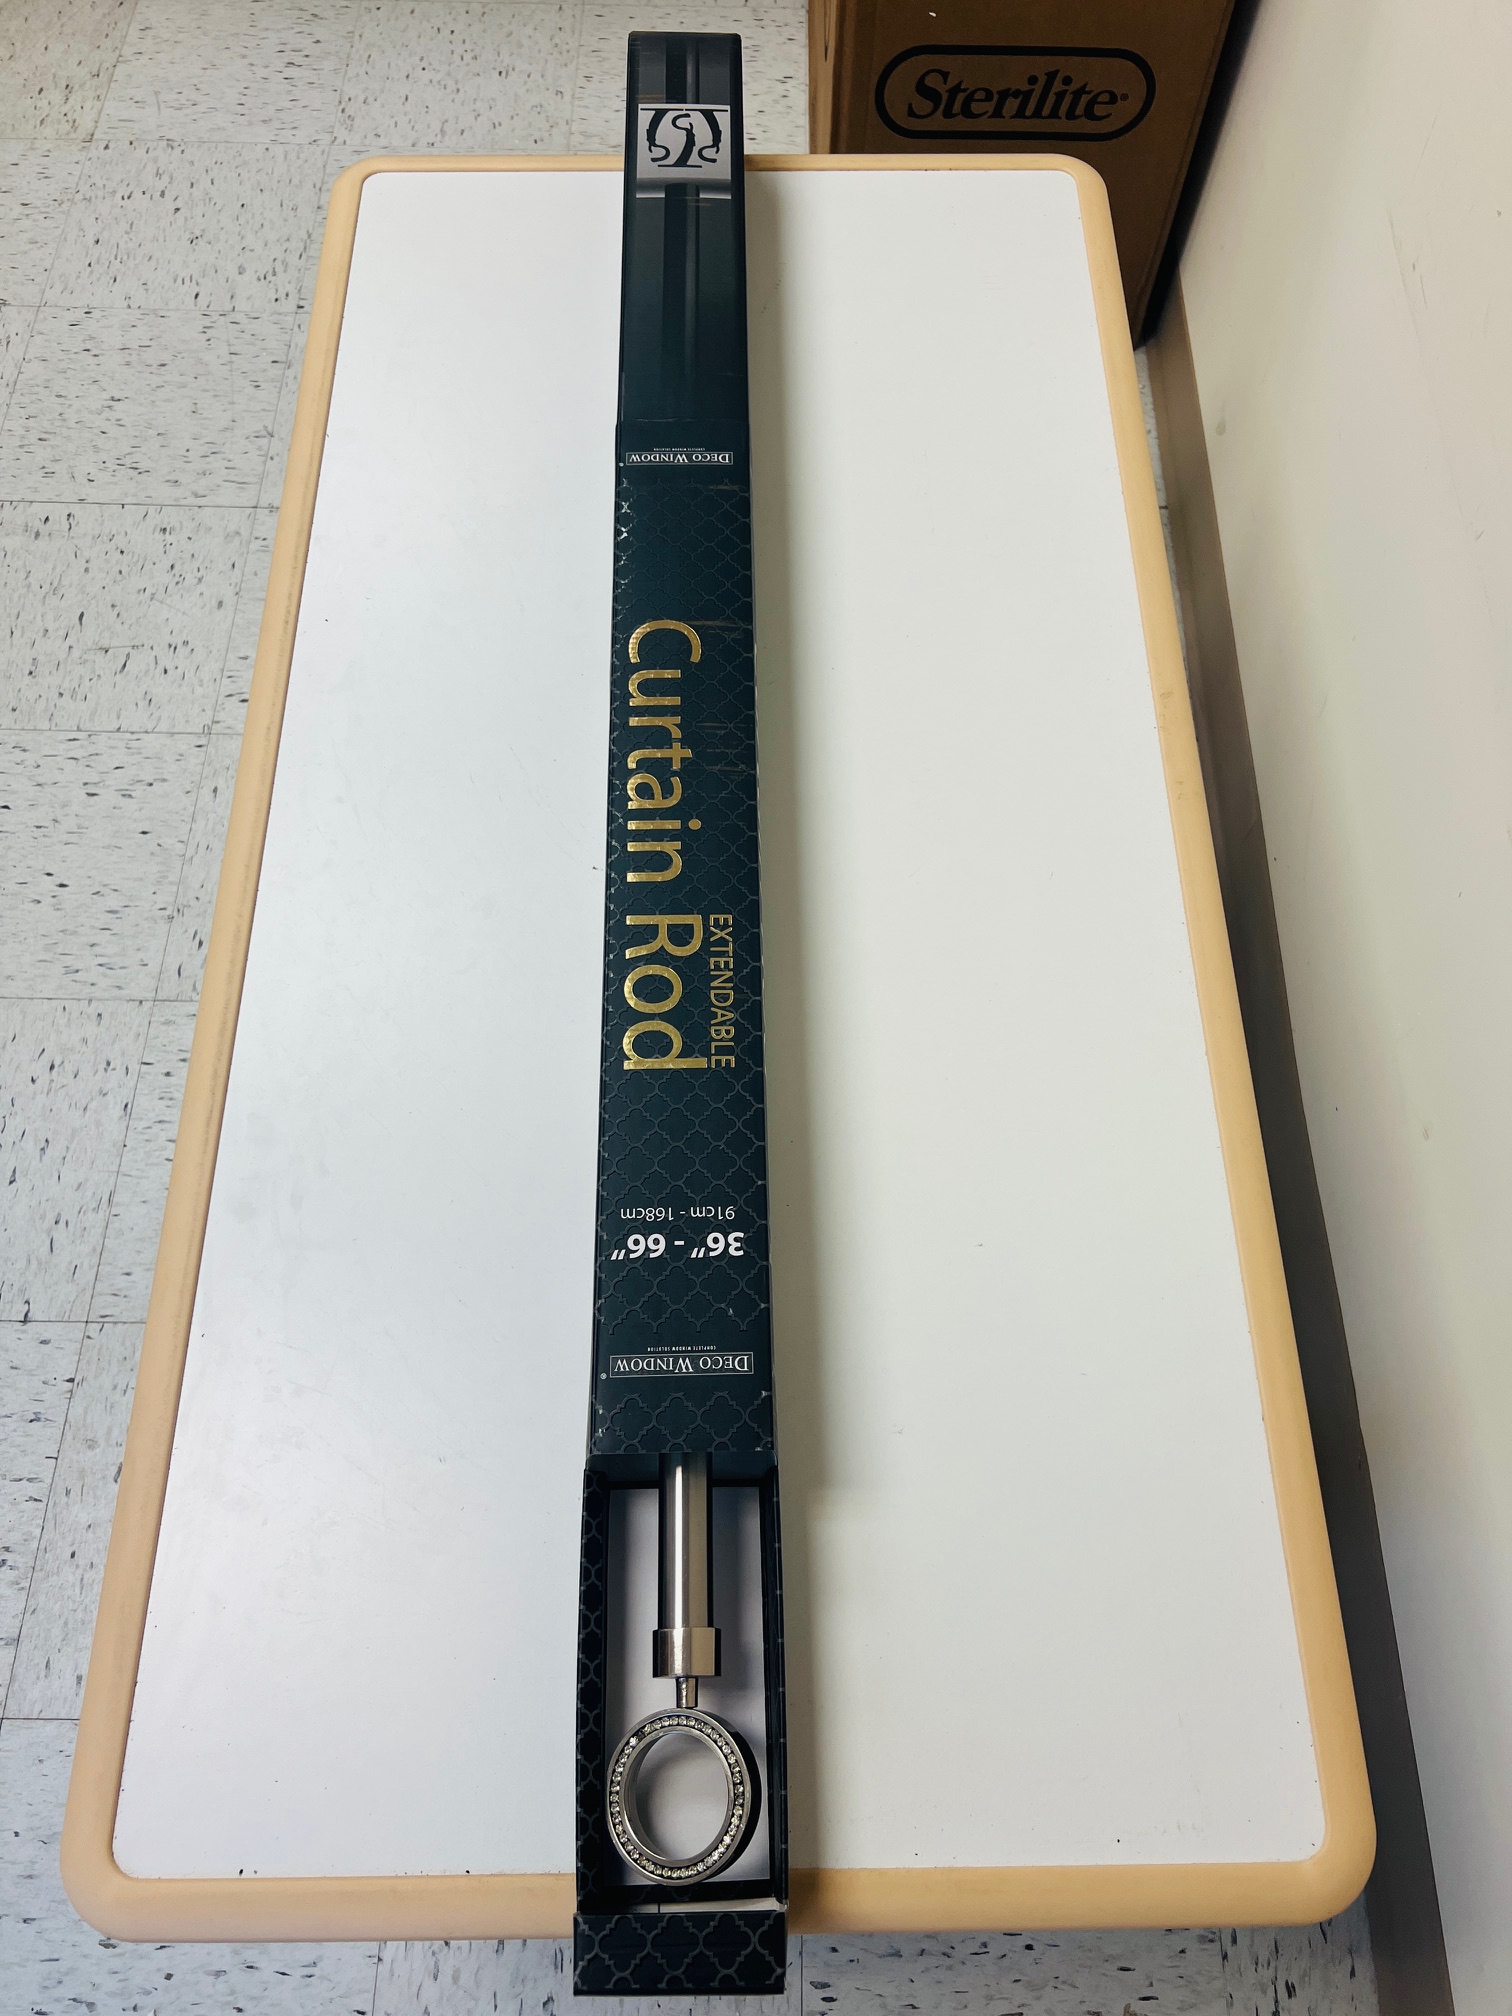 Sterilite®
DECO WINDOW
COMPLETE WINDOW SOLUTION
EXTENDABLE
Curtain Rod
36” - 66”
91cm - 168cm
DECO WINDOW®
COMPLETE WINDOW SOLUTION